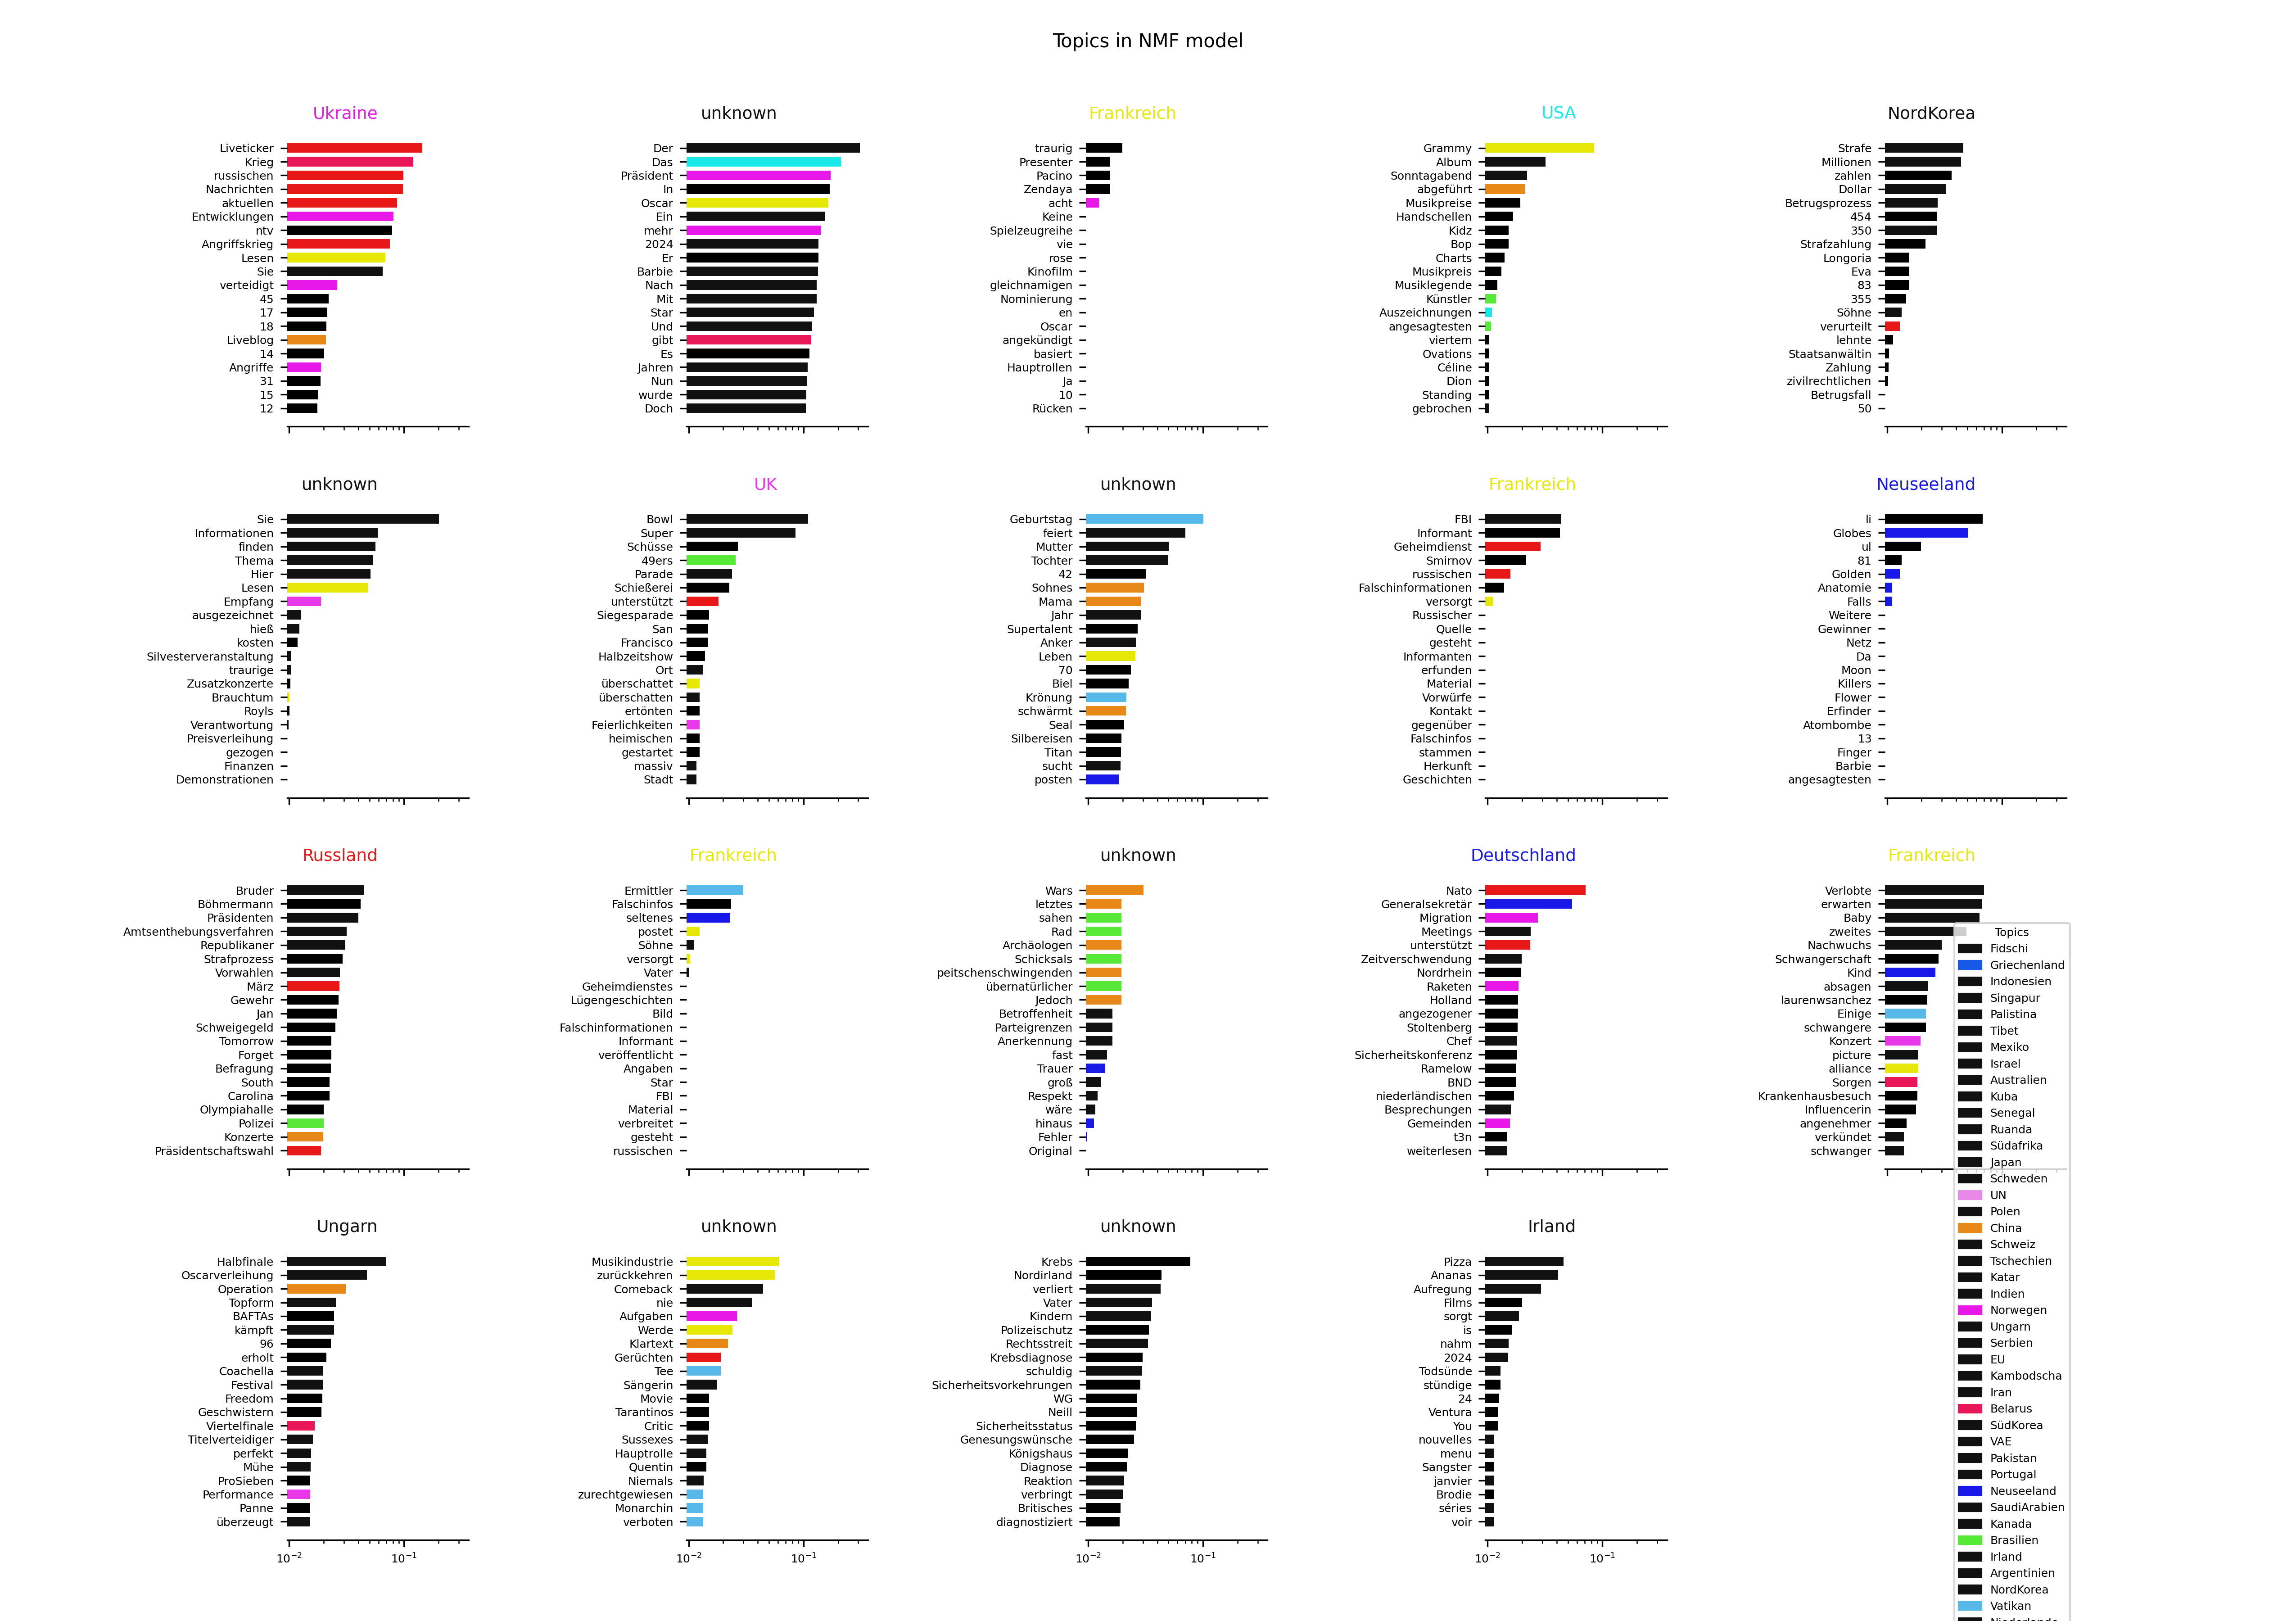 Topics in NMF model
Ukraine
Liveticker
Krieg
russischen
Nachrichten
aktuellen
Entwicklungen
ntv
Angriffskrieg
Lesen
Sie
verteidigt
45
17
18
Liveblog
14
Angriffe
31
15
12
unknown
Der
Das
Präsident
In
Oscar
Ein
mehr
2024
Er
Barbie
Nach
Mit
Star
Und
gibt
Es
Jahren
Nun
wurde
Doch
Frankreich
traurig
Presenter
Pacino
Zendaya
acht
Keine
Spielzeugreihe
vie
rose
Kinofilm
gleichnamigen
Nominierung
en
Oscar
angekündigt
basiert
Hauptrollen
Ja
10
Rücken
USA
Grammy
Album
Sonntagabend
abgeführt
Musikpreise
Handschellen
Kidz
Bop
Charts
Musikpreis
Musiklegende
Künstler
Auszeichnungen
angesagtesten
viertem
Ovations
Céline
Dion
Standing
gebrochen
NordKorea
Strafe
Millionen
zahlen
Dollar
Betrugsprozess
454
350
Strafzahlung
Longoria
Eva
83
355
Söhne
verurteilt
lehnte
Staatsanwältin
Zahlung
zivilrechtlichen
Betrugsfall
50
unknown
Sie
Informationen
finden
Thema
Hier
Lesen
Empfang
ausgezeichnet
hieß
kosten
Silvesterveranstaltung
traurige
Zusatzkonzerte
Brauchtum
Royls
Verantwortung
Preisverleihung
gezogen
Finanzen
Demonstrationen
UK
Bowl
Super
Schüsse
49ers
Parade
Schießerei
unterstützt
Siegesparade
San
Francisco
Halbzeitshow
Ort
überschattet
überschatten
ertönten
Feierlichkeiten
heimischen
gestartet
massiv
Stadt
unknown
Geburtstag
feiert
Mutter
Tochter
42
Sohnes
Mama
Jahr
Supertalent
Anker
Leben
70
Biel
Krönung
schwärmt
Seal
Silbereisen
Titan
sucht
posten
Frankreich
FBI
Informant
Geheimdienst
Smirnov
russischen
Falschinformationen
versorgt
Russischer
Quelle
gesteht
Informanten
erfunden
Material
Vorwürfe
Kontakt
gegenüber
Falschinfos
stammen
Herkunft
Geschichten
Neuseeland
li
Globes
ul
81
Golden
Anatomie
Falls
Weitere
Gewinner
Netz
Da
Moon
Killers
Flower
Erfinder
Atombombe
13
Finger
Barbie
angesagtesten
Russland
Bruder
Böhmermann
Präsidenten
Amtsenthebungsverfahren
Republikaner
Strafprozess
Vorwahlen
März
Gewehr
Jan
Schweigegeld
Tomorrow
Forget
Befragung
South
Carolina
Olympiahalle
Polizei
Konzerte
Präsidentschaftswahl
Frankreich
Ermittler
Falschinfos
seltenes
postet
Söhne
versorgt
Vater
Geheimdienstes
Lügengeschichten
Bild
Falschinformationen
Informant
veröffentlicht
Angaben
Star
FBI
Material
verbreitet
gesteht
russischen
unknown
Wars
letztes
sahen
Rad
Archäologen
Schicksals
peitschenschwingenden
übernatürlicher
Jedoch
Betroffenheit
Parteigrenzen
Anerkennung
fast
Trauer
groß
Respekt
wäre
hinaus
Fehler
Original
Deutschland
Nato
Generalsekretär
Migration
Meetings
unterstützt
Zeitverschwendung
Nordrhein
Raketen
Holland
angezogener
Stoltenberg
Chef
Sicherheitskonferenz
Ramelow
BND
niederländischen
Besprechungen
Gemeinden
t3n
weiterlesen
Frankreich
Verlobte
erwarten
Baby
zweites
Nachwuchs
Schwangerschaft
Kind
absagen
laurenwsanchez
Einige
schwangere
Konzert
picture
alliance
Sorgen
Krankenhausbesuch
Influencerin
angenehmer
verkündet
schwanger
Ungarn
Halbfinale
Oscarverleihung
Operation
Topform
BAFTAs
kämpft
96
erholt
Coachella
Festival
Freedom
Geschwistern
Viertelfinale
Titelverteidiger
perfekt
Mühe
ProSieben
Performance
Panne
überzeugt
10⁻²
10⁻¹
unknown
Musikindustrie
zurückkehren
Comeback
nie
Aufgaben
Werde
Klartext
Gerüchten
Tee
Sängerin
Movie
Tarantinos
Critic
Sussexes
Hauptrolle
Quentin
Niemals
zurechtgewiesen
Monarchin
verboten
10⁻²
10⁻¹
unknown
Krebs
Nordirland
verliert
Vater
Kindern
Polizeischutz
Rechtsstreit
Krebsdiagnose
schuldig
Sicherheitsvorkehrungen
WG
Neill
Sicherheitsstatus
Genesungswünsche
Königshaus
Diagnose
Reaktion
verbringt
Britisches
diagnostiziert
10⁻²
10⁻¹
Irland
Pizza
Ananas
Aufregung
Films
sorgt
is
nahm
2024
Todsünde
stündige
24
Ventura
You
nouvelles
menu
Sangster
janvier
Brodie
séries
voir
10⁻²
10⁻¹
Topics
Fidschi
Griechenland
Indonesien
Singapur
Palistina
Tibet
Mexiko
Israel
Australien
Kuba
Senegal
Ruanda
Südafrika
Japan
Schweden
UN
Polen
China
Schweiz
Tschechien
Katar
Indien
Norwegen
Ungarn
Serbien
EU
Kambodscha
Iran
Belarus
SüdKorea
VAE
Pakistan
Portugal
Neuseeland
SaudiArabien
Kanada
Brasilien
Irland
Argentinien
NordKorea
Vatikan